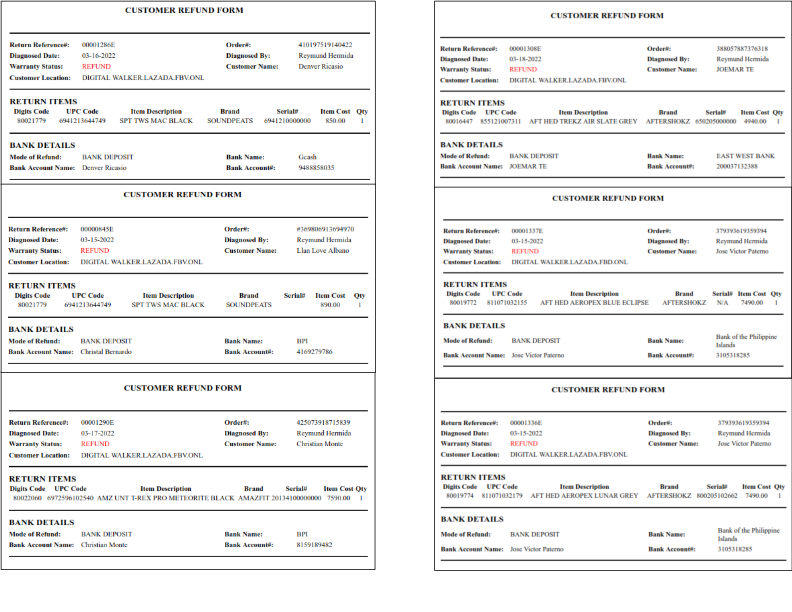 CUSTOMER REFUND FORM
Return Reference#: 00001286E Order#: 410197519140422
Diagnosed Date: 03-16-2022 Diagnosed By: Reymund Hermida
Warranty Status: REFUND Customer Name: Denver Ricasio
Customer Location: DIGITAL WALKER.LAZADA.FBV.ONL
RETURN ITEMS
Digits Code UPC Code Item Description Brand Serial# Item Cost Qty
80021779 6941213644749 SPT TWS MAC BLACK SOUNDPEATS 6941210000000 850.00 1
BANK DETAILS
Mode of Refund: BANK DEPOSIT Bank Name: Gcash
Bank Account Name: Denver Ricasio Bank Account#: 9488858035
CUSTOMER REFUND FORM
Return Reference#: 00000845E Order#: #369806913694970
Diagnosed Date: 03-15-2022 Diagnosed By: Reymund Hermida
Warranty Status: REFUND Customer Name: Llan Love Albano
Customer Location: DIGITAL WALKER.LAZADA.FBV.ONL
RETURN ITEMS
Digits Code UPC Code Item Description Brand Serial# Item Cost Qty
80021779 6941213644749 SPT TWS MAC BLACK SOUNDPEATS 890.00 1
BANK DETAILS
Mode of Refund: BANK DEPOSIT Bank Name: BPI
Bank Account Name: Christal Bernardo Bank Account#: 4169279786
CUSTOMER REFUND FORM
Return Reference#: 00001290E Order#: 425073918715839
Diagnosed Date: 03-17-2022 Diagnosed By: Reymund Hermida
Warranty Status: REFUND Customer Name: Christian Monte
Customer Location: DIGITAL WALKER.LAZADA.FBV.ONL
RETURN ITEMS
Digits Code UPC Code Item Description Brand Serial# Item Cost Qty
80022060 6972596102540 AMZ UNT T-REX PRO METEORITE BLACK AMAZFIT 20134100000000 7590.00 1
BANK DETAILS
Mode of Refund: BANK DEPOSIT Bank Name: BPI
Bank Account Name: Christian Monte Bank Account#: 8159189482
CUSTOMER REFUND FORM
Return Reference#: 00001308E Order#: 388057887376318
Diagnosed Date: 03-18-2022 Diagnosed By: Reymund Hermida
Warranty Status: REFUND Customer Name: JOEMAR TE
Customer Location: DIGITAL WALKER.LAZADA.FBV.ONL
RETURN ITEMS
Digits Code UPC Code Item Description Brand Serial# Item Cost Qty
80016447 855121007311 AFT HED TREKZ AIR SLATE GREY AFTERSHOKZ 650205000000 4940.00 1
BANK DETAILS
Mode of Refund: BANK DEPOSIT Bank Name: EAST WEST BANK
Bank Account Name: JOEMAR TE Bank Account#: 200037132388
CUSTOMER REFUND FORM
Return Reference#: 00001337E Order#: 379393619359394
Diagnosed Date: 03-15-2022 Diagnosed By: Reymund Hermida
Warranty Status: REFUND Customer Name: Jose Victor Paterno
Customer Location: DIGITAL WALKER.LAZADA.FBD.ONL
RETURN ITEMS
Digits Code UPC Code Item Description Brand Serial# Item Cost Qty
80019772 811071032155 AFT HED AEROPEX BLUE ECLIPSE AFTERSHOKZ N/A 7490.00 1
BANK DETAILS
Mode of Refund: BANK DEPOSIT Bank Name: Bank of the Philippine
Islands
Bank Account Name: Jose Victor Paterno Bank Account#: 3105318285
CUSTOMER REFUND FORM
Return Reference#: 00001336E Order#: 379393619359394
Diagnosed Date: 03-15-2022 Diagnosed By: Reymund Hermida
Warranty Status: REFUND Customer Name: Jose Victor Paterno
Customer Location: DIGITAL WALKER.LAZADA.FBV.ONL
RETURN ITEMS
Digits Code UPC Code Item Description Brand Serial# Item Cost Qty
80019774 811071032179 AFT HED AEROPEX LUNAR GREY AFTERSHOKZ 800205102662 7490.00 1
BANK DETAILS
Mode of Refund: BANK DEPOSIT Bank Name: Bank of the Philippine
Islands
Bank Account Name: Jose Victor Paterno Bank Account#: 3105318285